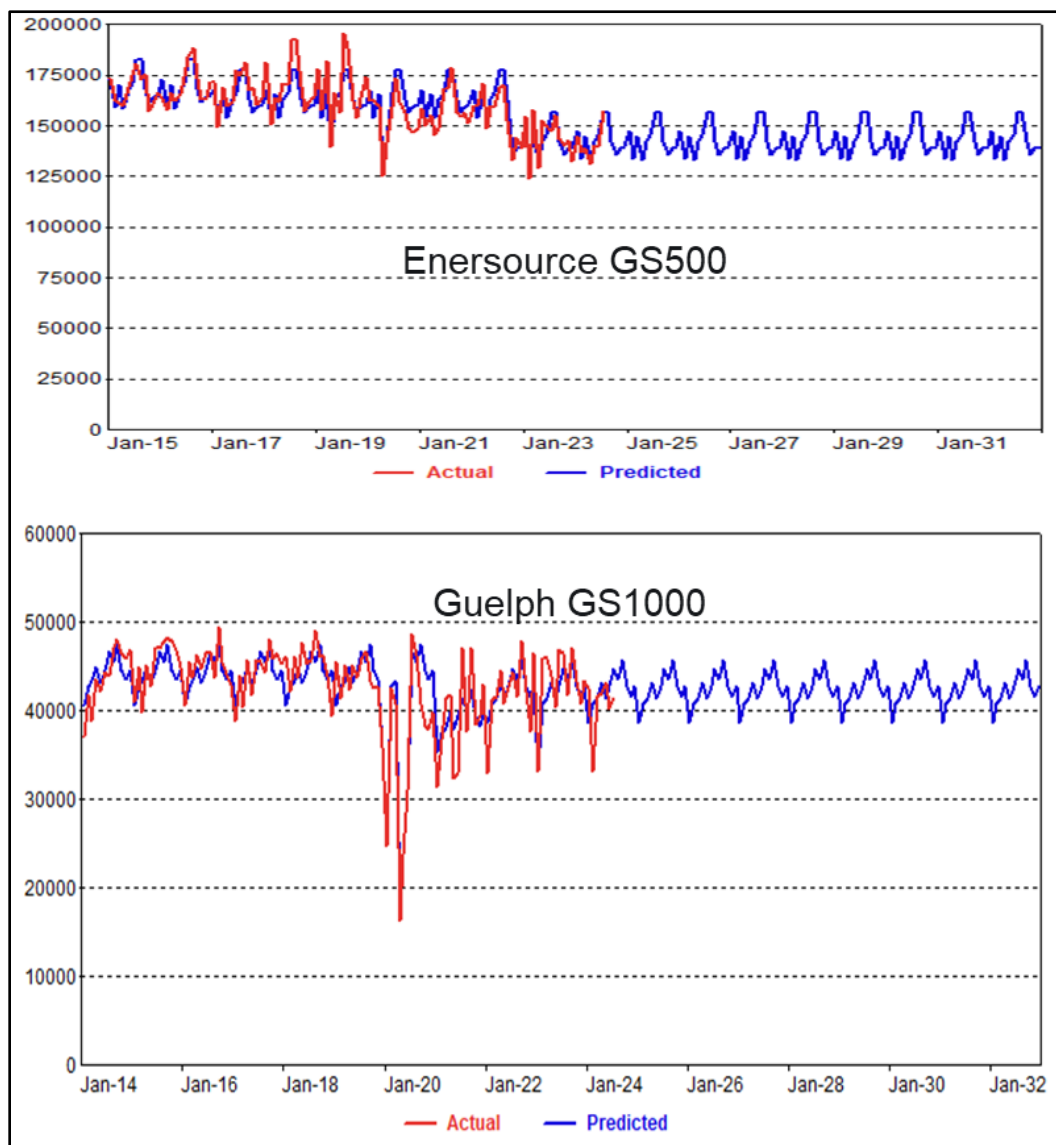 200000
175000
150000
125000
100000
Enersource GS500
75000
50000
25000
0
Jan-15 Jan-17 Jan-19 Jan-21 Jan-23 Jan-25 Jan-27 Jan-29 Jan-31
Actual Predicted
60000
Guelph GS1000
50000
40000
30000
20000
10000
0
Jan-14 Jan-16 Jan-18 Jan-20 Jan-22 Jan-24 Jan-26 Jan-28 Jan-30 Jan-32
Actual Predicted